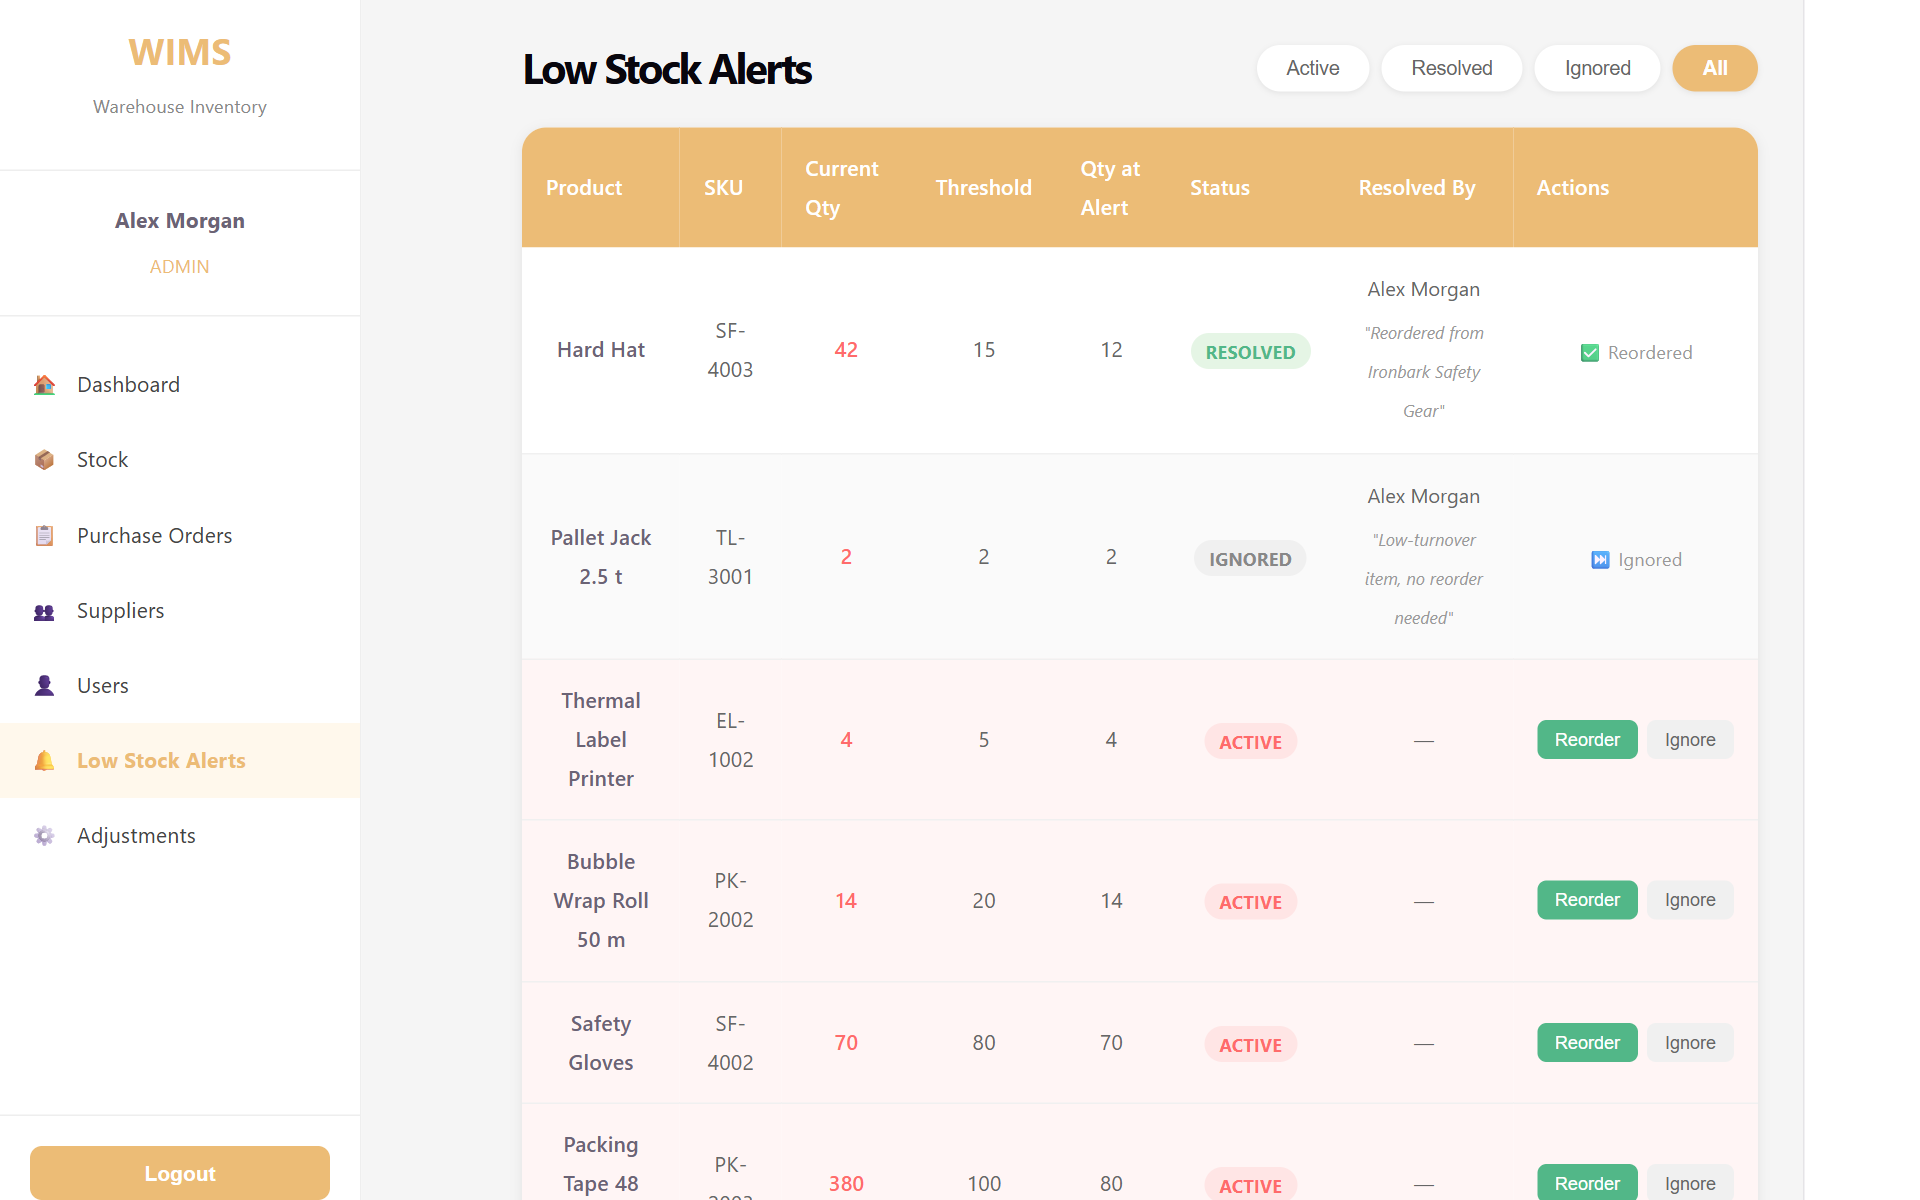 WIMS
Warehouse Inventory
Alex Morgan
ADMIN
Dashboard
Stock
Purchase Orders
Suppliers
Users
Low Stock Alerts
Adjustments
Logout
Low Stock Alerts
Active
Resolved
Ignored
All
Product
SKU
Current
Qty
Threshold
Qty at
Alert
Status
Resolved By
Actions
Hard Hat
SF-
4003
42
15
12
RESOLVED
Alex Morgan
"Reordered from
Ironbark Safety
Gear"
✅ Reordered
Pallet Jack
2.5 t
TL-
3001
2
2
2
IGNORED
Alex Morgan
"Low-turnover
item, no reorder
needed"
⏭️ Ignored
Thermal
Label
Printer
EL-
1002
4
5
4
ACTIVE
—
Reorder
Ignore
Bubble
Wrap Roll
50 m
PK-
2002
14
20
14
ACTIVE
—
Reorder
Ignore
Safety
Gloves
SF-
4002
70
80
70
ACTIVE
—
Reorder
Ignore
Packing
Tape 48
PK-
380
100
80
ACTIVE
—
Reorder
Ignore